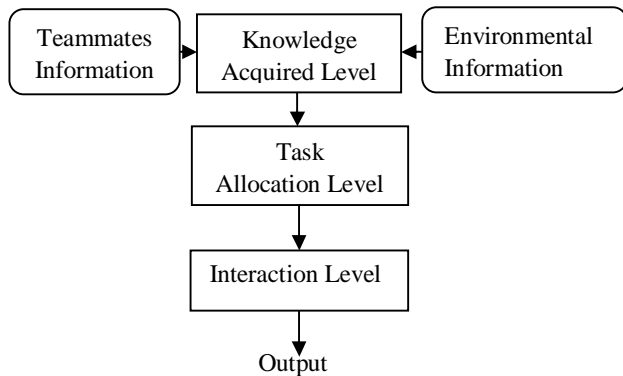 Teammates
Information
Knowledge
Acquired Level
Environmental
Information
Task
Allocation Level
Interaction Level
Output